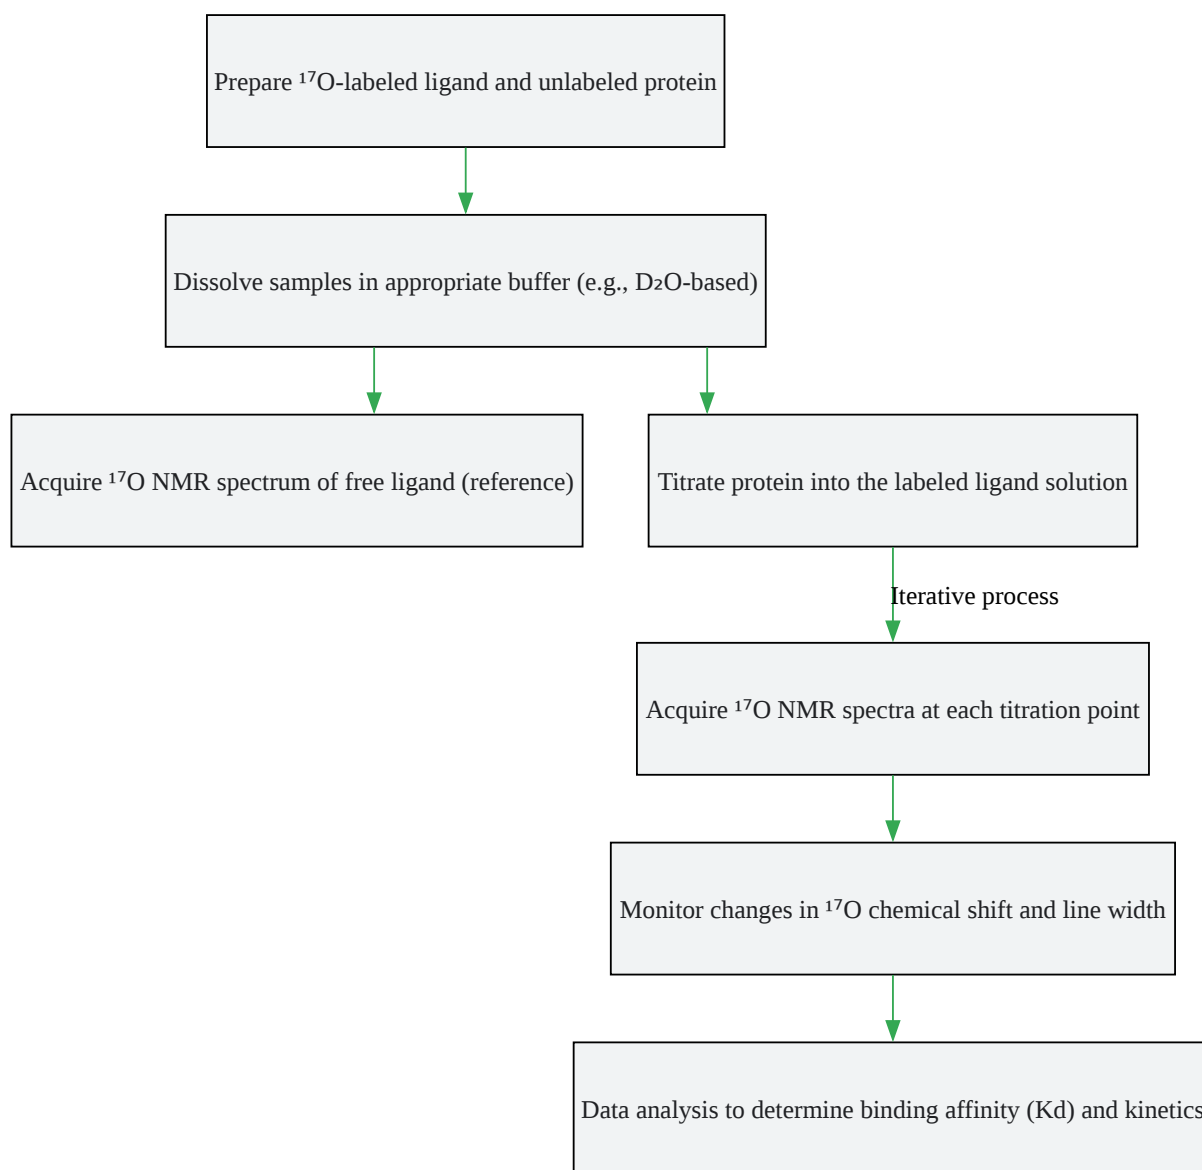 Prepare ¹⁷O-labeled ligand and unlabeled protein
Dissolve samples in appropriate buffer (e.g., D₂O-based)
Acquire ¹⁷O NMR spectrum of free ligand (reference)
Titrate protein into the labeled ligand solution
Iterative process
Acquire ¹⁷O NMR spectra at each titration point
Monitor changes in ¹⁷O chemical shift and line width
Data analysis to determine binding affinity (Kd) and kinetics